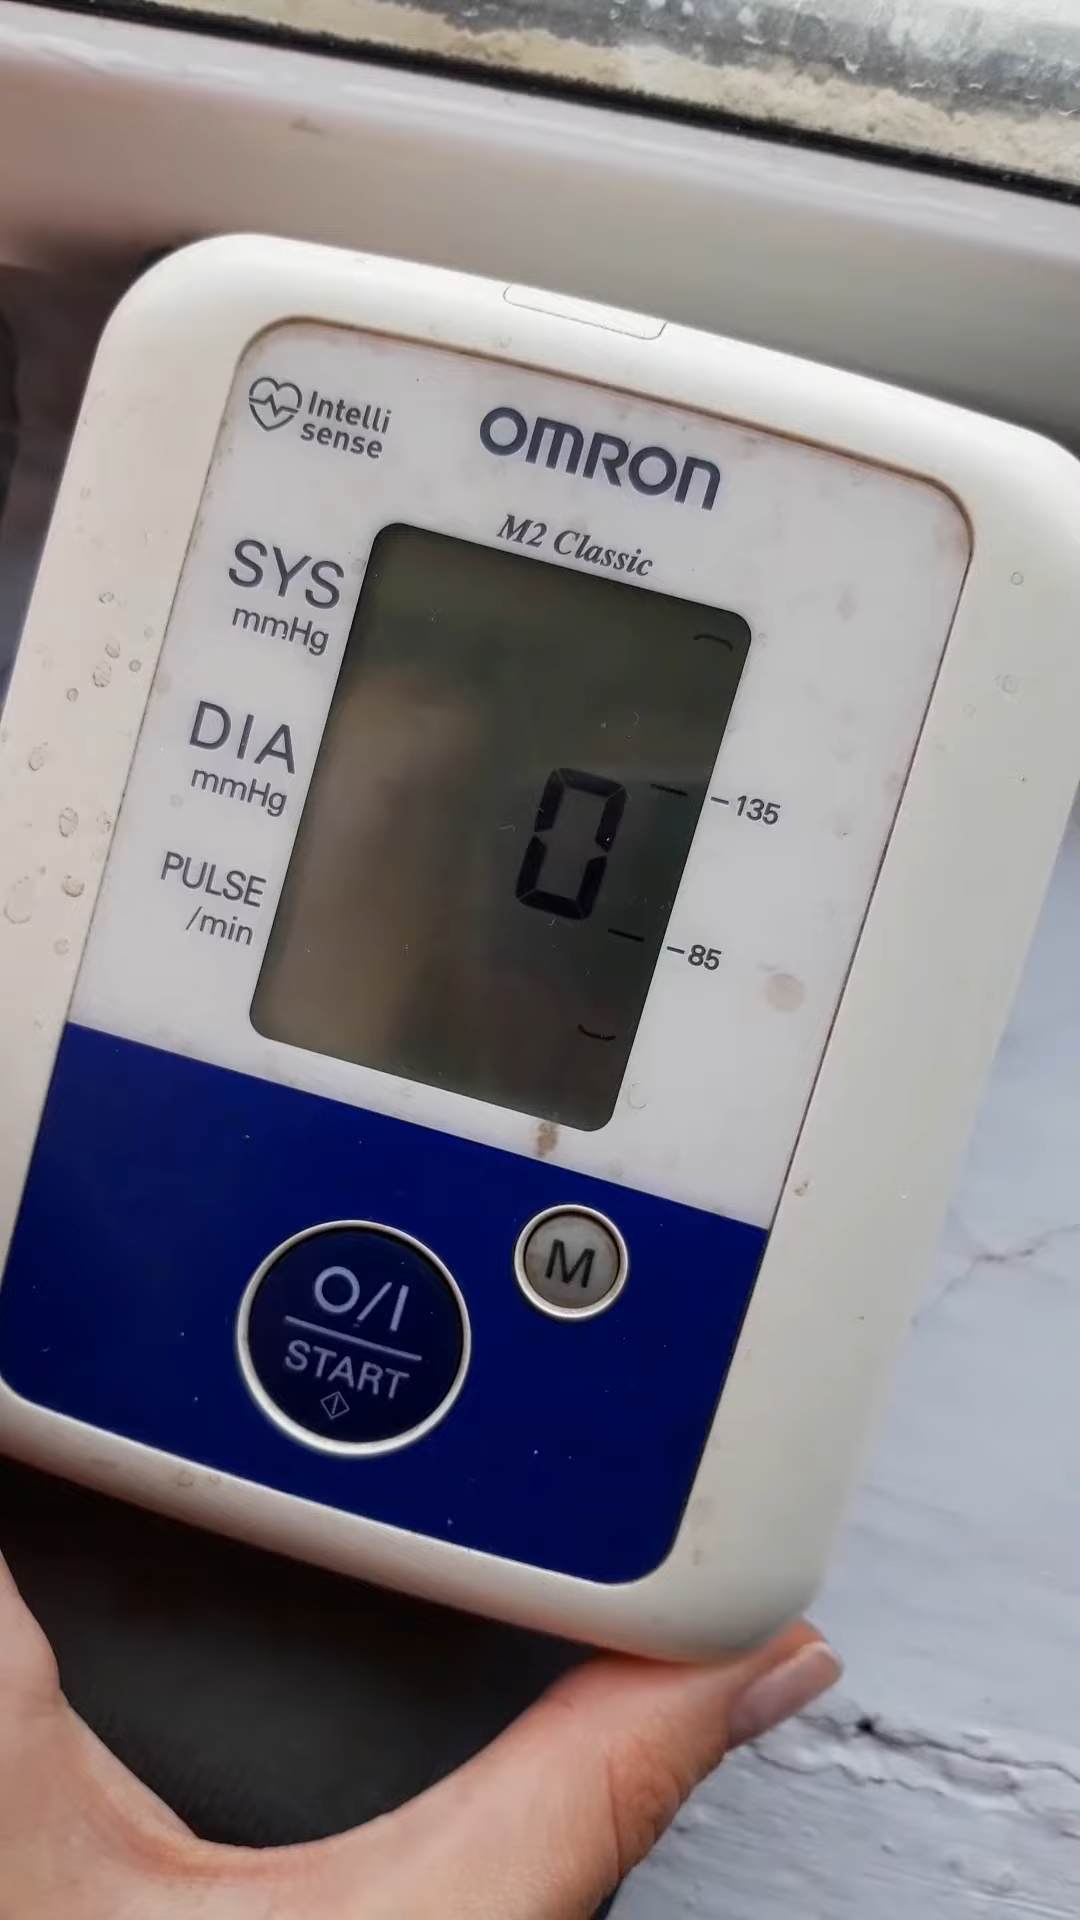 Intelli
sense
OMRON
M2 Classic
SYS
mmHg
DIA
mmHg
PULSE
/min
0
-135
-85
O/I
START
M